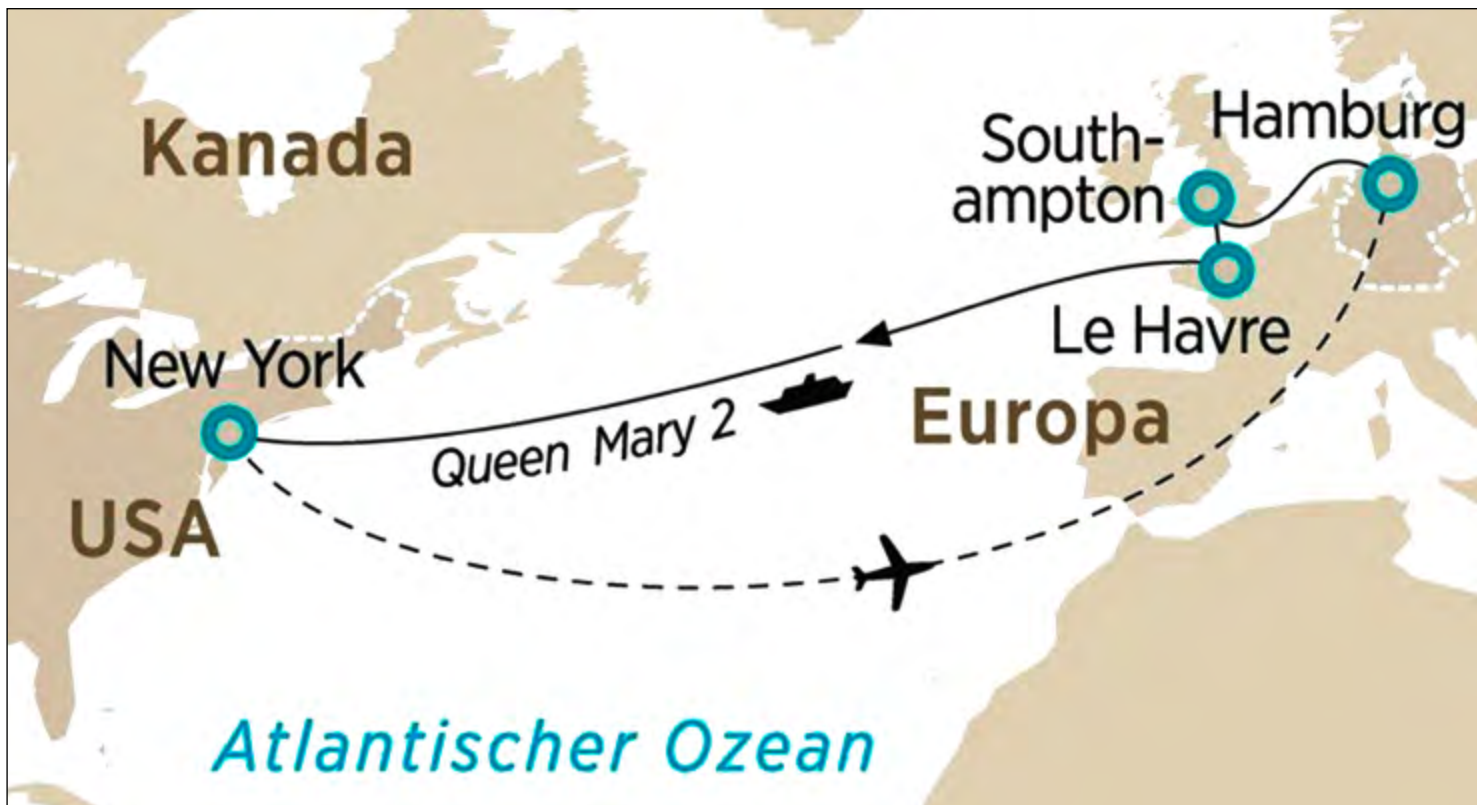 Kanada
South-
ampton
Hamburg
Le Havre
New York
Europa
Queen Mary 2
USA
Atlantischer Ozean